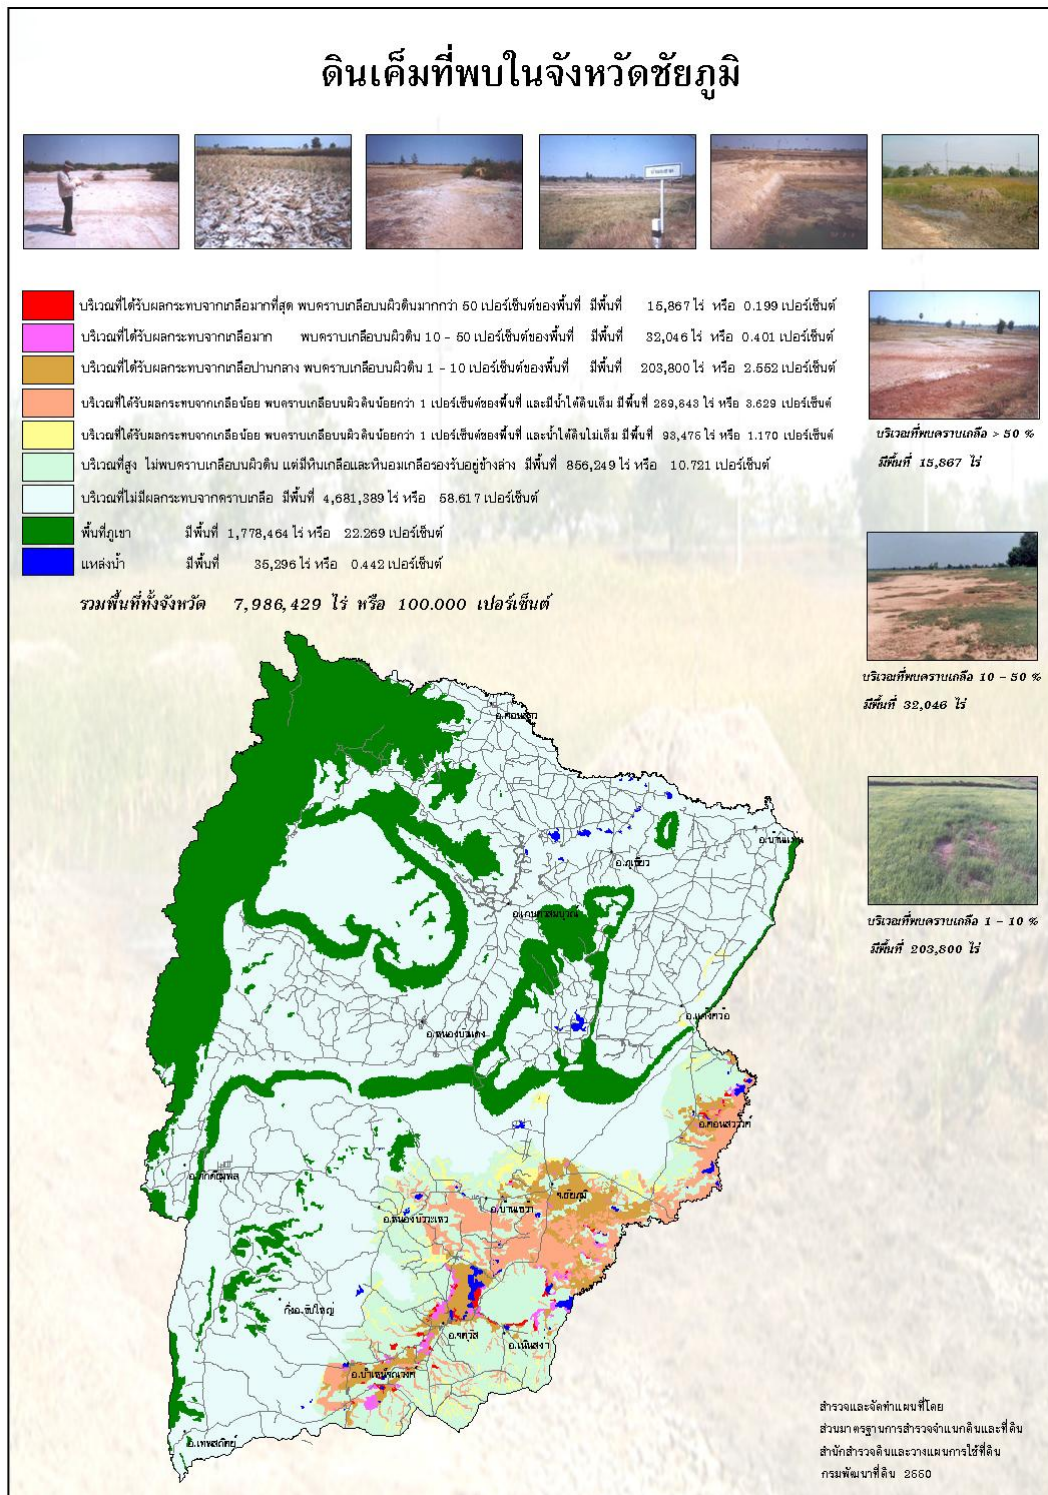 ดินเค็มที่พบในจังหวัดชัยภูมิ
บริเวณที่ได้รับผลกระทบจากเกลือมากที่สุด พบคราบเกลือบนผิวดินมากกว่า 50 เปอร์เซ็นต์ของพื้นที่ มีพื้นที่ 15,867 ไร่ หรือ 0.199 เปอร์เซ็นต์
บริเวณที่ได้รับผลกระทบจากเกลือมาก พบคราบเกลือบนผิวดิน 10 - 50 เปอร์เซ็นต์ของพื้นที่ มีพื้นที่ 32,046 ไร่ หรือ 0.401 เปอร์เซ็นต์
บริเวณที่ได้รับผลกระทบจากเกลือปานกลาง พบคราบเกลือบนผิวดิน 1 - 10 เปอร์เซ็นต์ของพื้นที่ มีพื้นที่ 203,800 ไร่ หรือ 2.552 เปอร์เซ็นต์
บริเวณที่ได้รับผลกระทบจากเกลือน้อย พบคราบเกลือบนผิวดินน้อยกว่า 1 เปอร์เซ็นต์ของพื้นที่ และมีน้ำใต้ดินเค็ม มีพื้นที่ 289,843 ไร่ หรือ 3.629 เปอร์เซ็นต์
บริเวณที่ได้รับผลกระทบจากเกลือน้อย พบคราบเกลือบนผิวดินน้อยกว่า 1 เปอร์เซ็นต์ของพื้นที่ และน้ำใต้ดินไม่เค็ม มีพื้นที่ 93,475 ไร่ หรือ 1.170 เปอร์เซ็นต์
บริเวณที่สูง ไม่พบคราบเกลือบนผิวดิน แต่มีหินเกลือและหินอมเกลือรองรับอยู่ข้างล่าง มีพื้นที่ 856,249 ไร่ หรือ 10.721 เปอร์เซ็นต์
บริเวณที่ไม่มีผลกระทบจากคราบเกลือ มีพื้นที่ 4,681,389 ไร่ หรือ 58.617 เปอร์เซ็นต์
พื้นที่ภูเขา มีพื้นที่ 1,778,464 ไร่ หรือ 22.269 เปอร์เซ็นต์
แหล่งน้ำ มีพื้นที่ 35,296 ไร่ หรือ 0.442 เปอร์เซ็นต์
รวมพื้นที่ทั้งจังหวัด 7,986,429 ไร่ หรือ 100.000 เปอร์เซ็นต์
บริเวณที่พบคราบเกลือ > 50 %
มีพื้นที่ 15,867 ไร่
บริเวณที่พบคราบเกลือ 10 - 50 %
มีพื้นที่ 32,046 ไร่
บริเวณที่พบคราบเกลือ 1 - 10 %
มีพื้นที่ 203,800 ไร่
อ.คอนสาร
อ.บ้านแท่น
อ.ภูเขียว
อ.เกษตรสมบูรณ์
อ.แก้งคร้อ
อ.หนองบัวแดง
อ.คอนสวรรค์
อ.ภักดีชุมพล
จ.ชัยภูมิ
อ.บ้านเขว้า
อ.หนองบัวระเหว
กิ่งอ.ซับใหญ่
อ.จตุรัส
อ.เนินสง่า
อ.บำเหน็จณรงค์
อ.เทพสถิตย์
สำรวจและจัดทำแผนที่โดย
ส่วนมาตรฐานการสำรวจจำแนกดินและที่ดิน
สำนักสำรวจดินและวางแผนการใช้ที่ดิน
กรมพัฒนาที่ดิน 2550